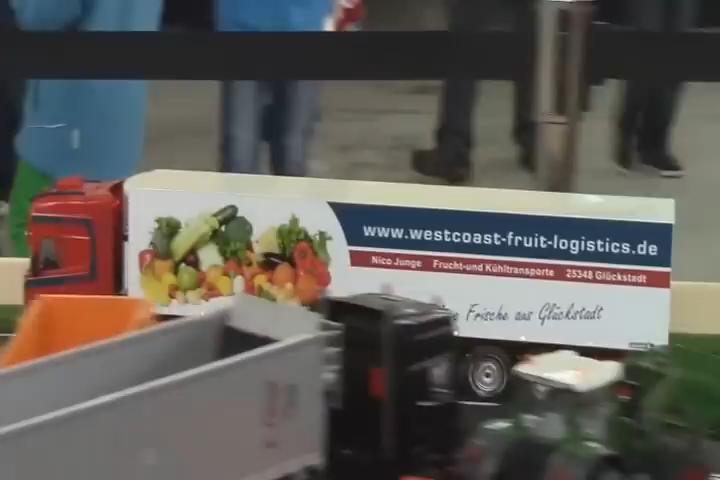 www.westcoast-fruit-logistics.de
Nico Junge Frucht-und Kühltransporte 25348 Glückstadt
Frische aus Glückstadt